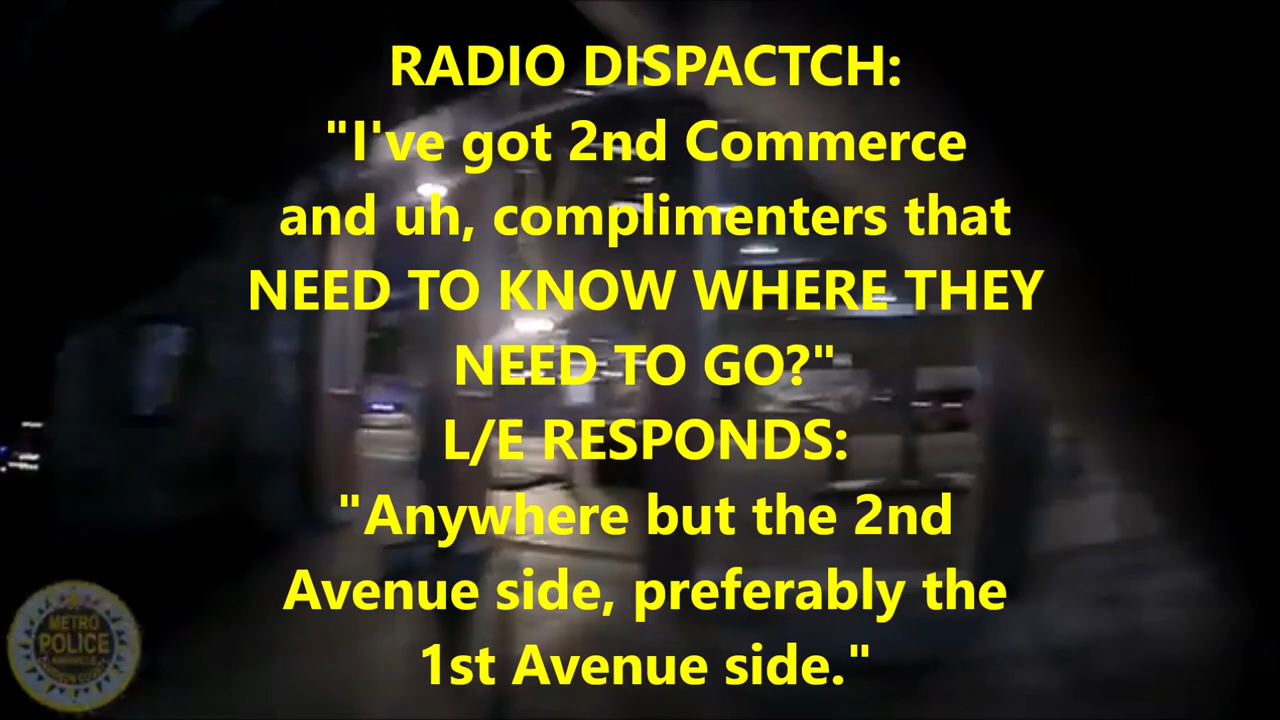 RADIO DISPACTCH:
"I've got 2nd Commerce
and uh, complimenters that
NEED TO KNOW WHERE THEY
NEED TO GO?"
L/E RESPONDS:
"Anywhere but the 2nd
Avenue side, preferably the
1st Avenue side."
METRO
POLICE
NASHVILLE